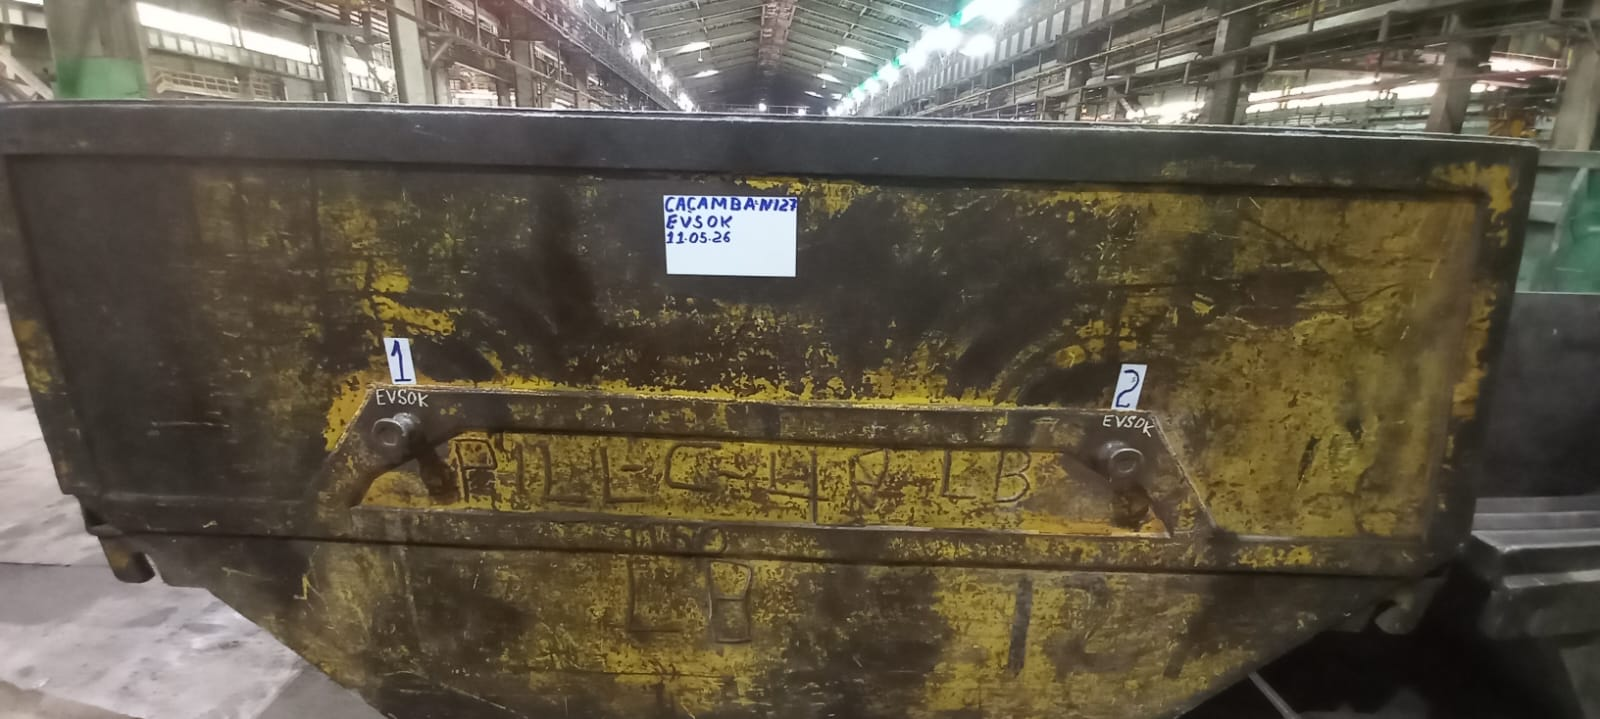 CAÇAMBA:N127
EVSOK
11.05.26
1
2
EVSOK
EVSOK
LB
LB